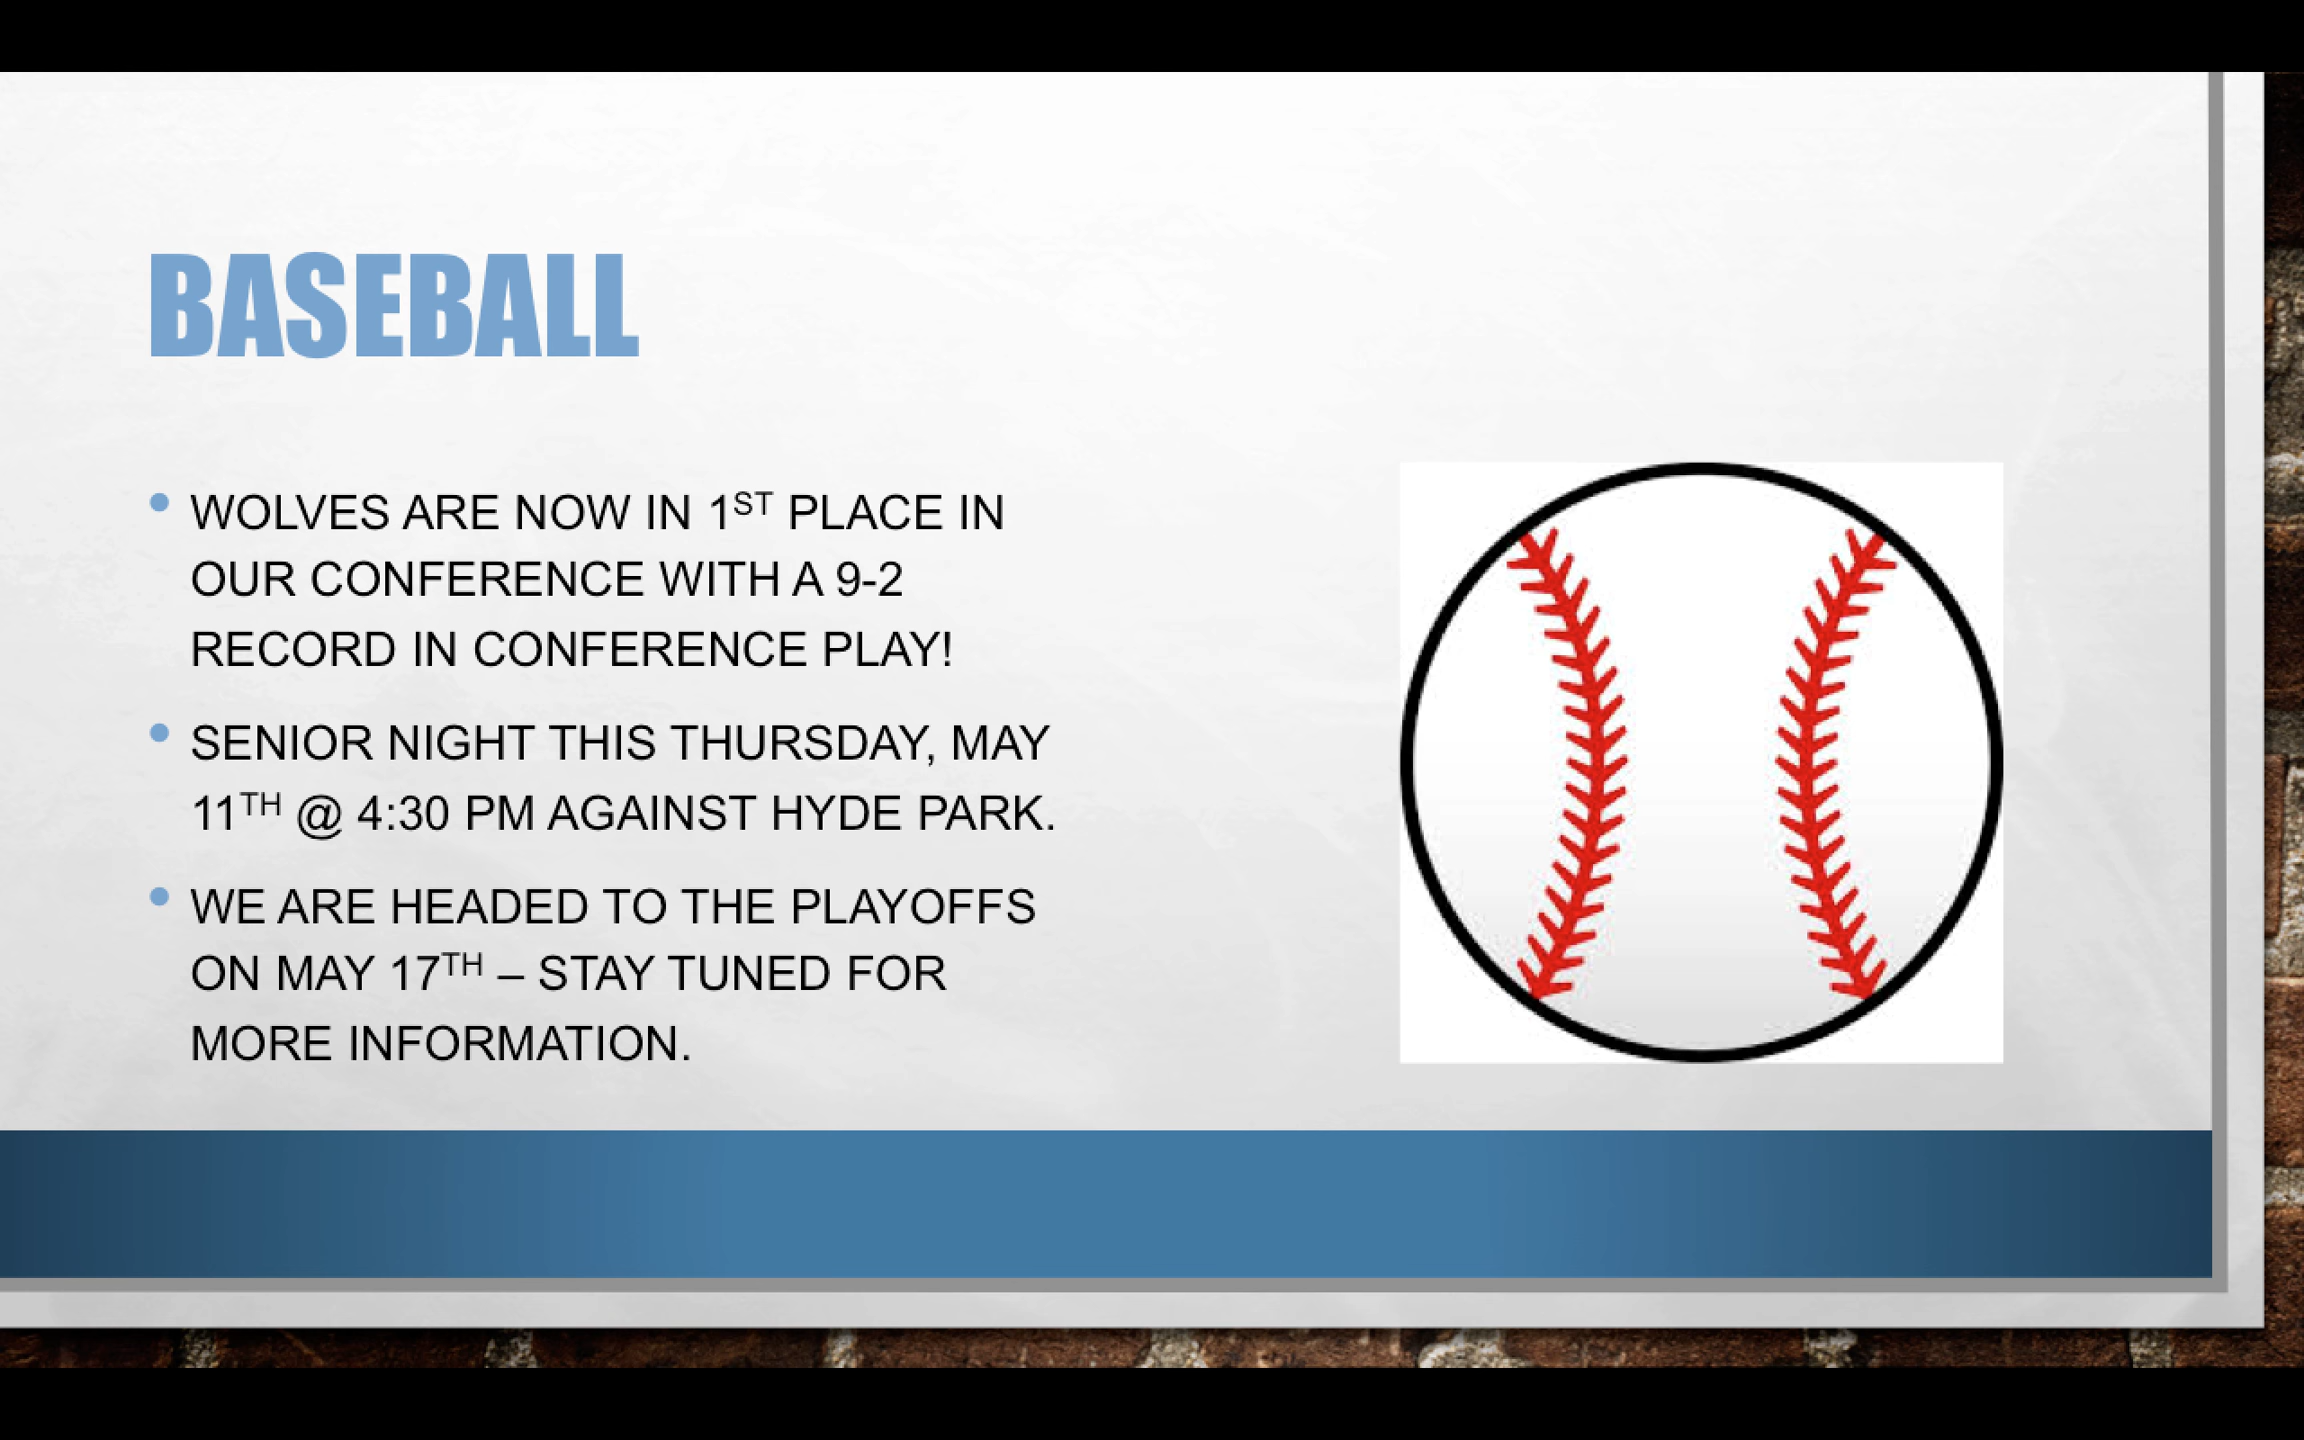 BASEBALL
• WOLVES ARE NOW IN 1ST PLACE IN
OUR CONFERENCE WITH A 9-2
RECORD IN CONFERENCE PLAY!
• SENIOR NIGHT THIS THURSDAY, MAY
11TH @ 4:30 PM AGAINST HYDE PARK.
• WE ARE HEADED TO THE PLAYOFFS
ON MAY 17TH – STAY TUNED FOR
MORE INFORMATION.